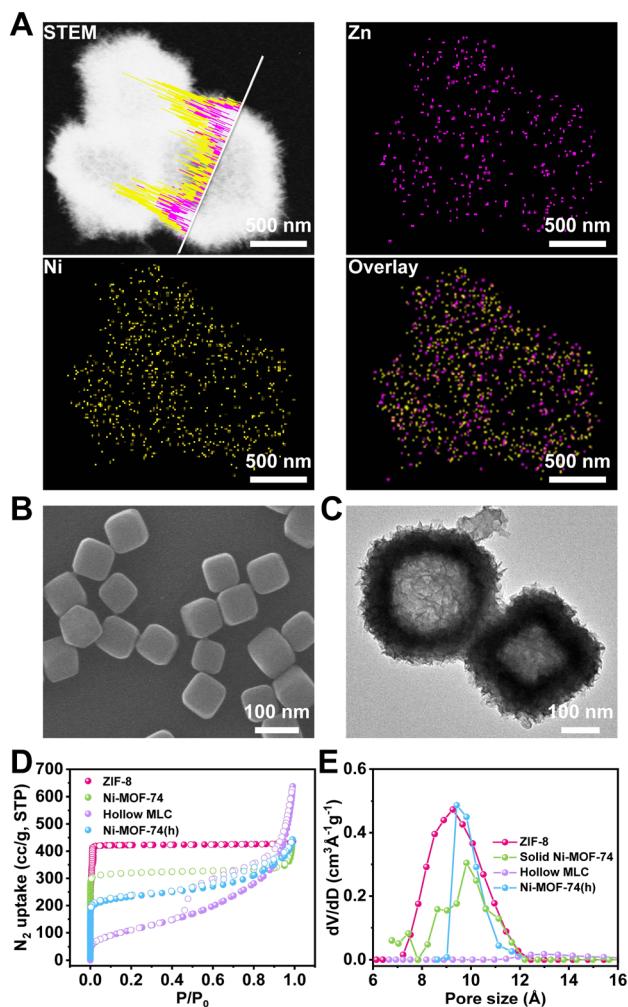 A
STEM
500 nm
Zn
500 nm
Ni
500 nm
Overlay
500 nm
B
100 nm
C
100 nm
D
N₂ uptake (cc/g, STP)
700
600
500
400
300
200
100
0
ZIF-8
Ni-MOF-74
Hollow MLC
Ni-MOF-74(h)
0.0 0.2 0.4 0.6 0.8 1.0
P/P₀
E
dV/dD (cm³Å⁻¹g⁻¹)
0.6
0.4
0.2
0.0
ZIF-8
Solid Ni-MOF-74
Hollow MLC
Ni-MOF-74(h)
6 8 10 12 14 16
Pore size (Å)